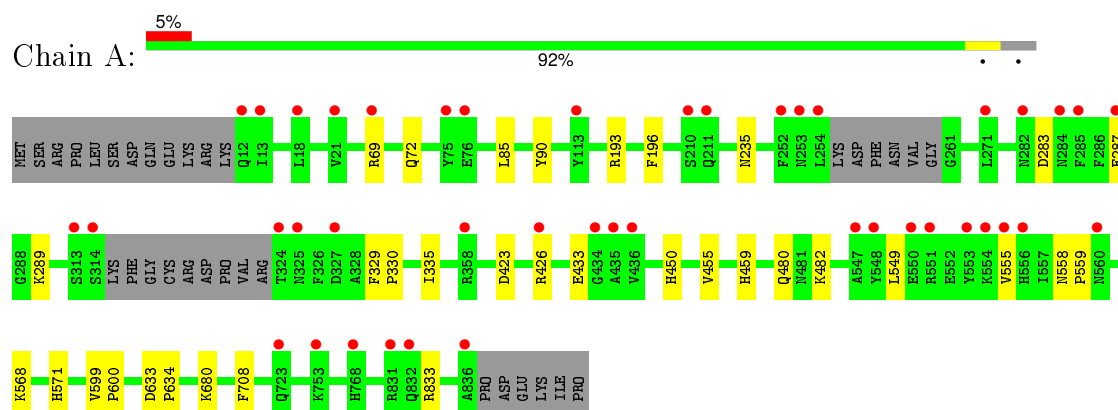 5%
Chain A:
92%
MET SER ARG PRO LEU SER ASP GLN GLU LYS ARG LYS Q12 I13 L18 V21 R69 Q72 Y75 E76 L85 Y90 Y113 R193 F196 S210 Q211 N235 F252 N253 L254 LYS ASP PHE ASN VAL GLY G261 L271 N282 D283 N284 F285 F286 E287
G288 K289 S313 S314 LYS PHE GLY CYS ARG ASP PRO VAL ARG T324 N325 F326 D327 A328 F329 P330 I335 R358 D423 R426 E433 G434 A435 V436 H450 V455 H459 Q480 N481 K482 A547 Y548 L549 E550 R551 E552 Y553 K554 V555 H556 I557 N558 P559 N560
K568 H571 V599 P600 D633 P634 K680 F708 Q723 K753 H768 R831 Q832 R833 A836 PRO ASP GLU LYS ILE PRO